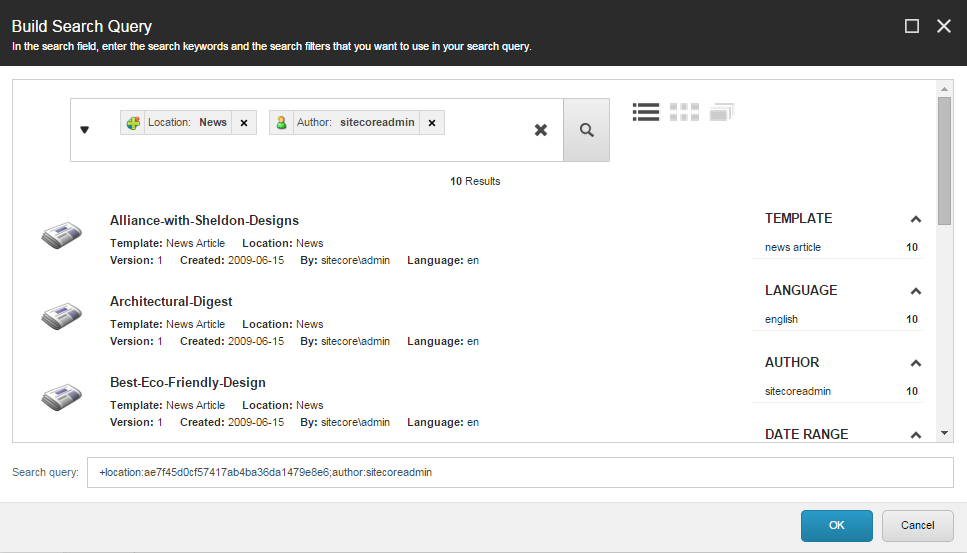 Build Search Query
In the search field, enter the search keywords and the search filters that you want to use in your search query.
Location: News Author: sitecoreadmin
10 Results
Alliance-with-Sheldon-Designs
Template: News Article Location: News
Version: 1 Created: 2009-06-15 By: sitecore\admin Language: en
Architectural-Digest
Template: News Article Location: News
Version: 1 Created: 2009-06-15 By: sitecore\admin Language: en
Best-Eco-Friendly-Design
Template: News Article Location: News
Version: 1 Created: 2009-06-15 By: sitecore\admin Language: en
TEMPLATE
news article 10
LANGUAGE
english 10
AUTHOR
sitecoreadmin 10
DATE RANGE
Search query: +location:ae7f45d0cf57417ab4ba36da1479e8e6;author:sitecoreadmin
OK Cancel